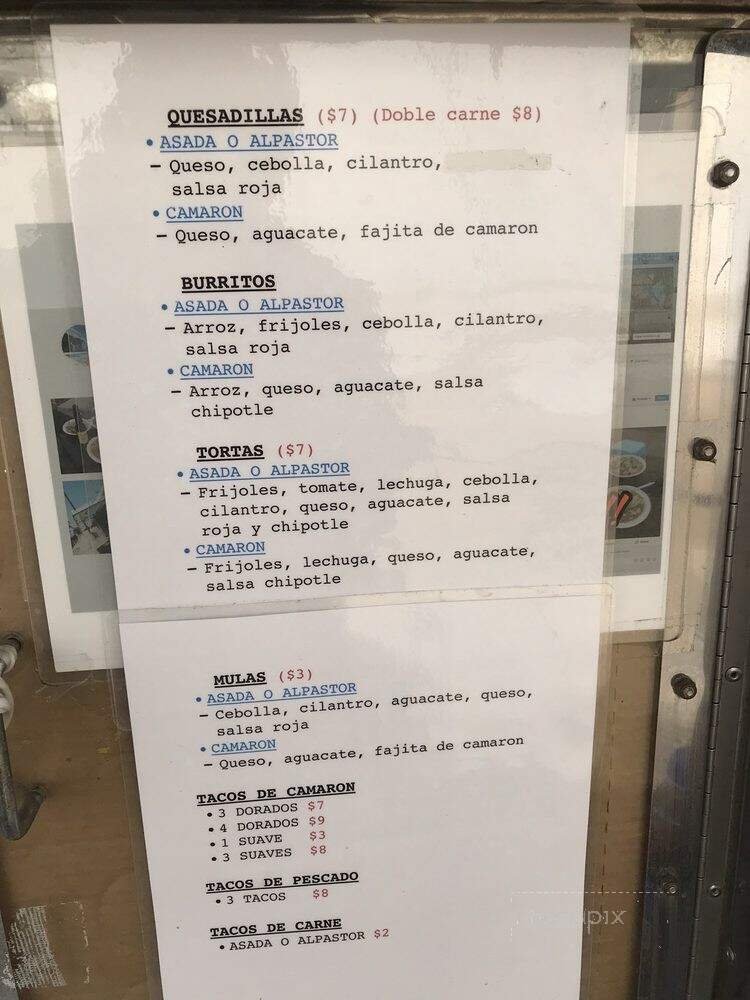 QUESADILLAS ($7) (Doble carne $8)
• ASADA O ALPASTOR
– Queso, cebolla, cilantro,
salsa roja
• CAMARON
– Queso, aguacate, fajita de camaron
BURRITOS
• ASADA O ALPASTOR
– Arroz, frijoles, cebolla, cilantro,
salsa roja
• CAMARON
– Arroz, queso, aguacate, salsa
chipotle
TORTAS ($7)
• ASADA O ALPASTOR
– Frijoles, tomate, lechuga, cebolla,
cilantro, queso, aguacate, salsa
roja y chipotle
• CAMARON
– Frijoles, lechuga, queso, aguacate,
salsa chipotle
MULAS ($3)
• ASADA O ALPASTOR
– Cebolla, cilantro, aguacate, queso,
salsa roja
• CAMARON
– Queso, aguacate, fajita de camaron
TACOS DE CAMARON
• 3 DORADOS $7
• 4 DORADOS $9
• 1 SUAVE $3
• 3 SUAVES $8
TACOS DE PESCADO
• 3 TACOS $8
TACOS DE CARNE
• ASADA O ALPASTOR $2